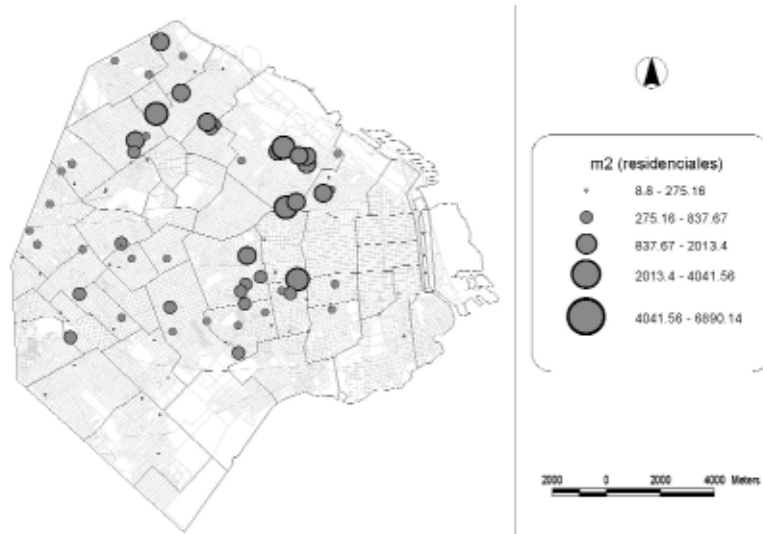 m2 (residenciales)
8.8 - 275.16
275.16 - 837.67
837.67 - 2013.4
2013.4 - 4041.56
4041.56 - 6890.14
2000 0 2000 4000 Meters